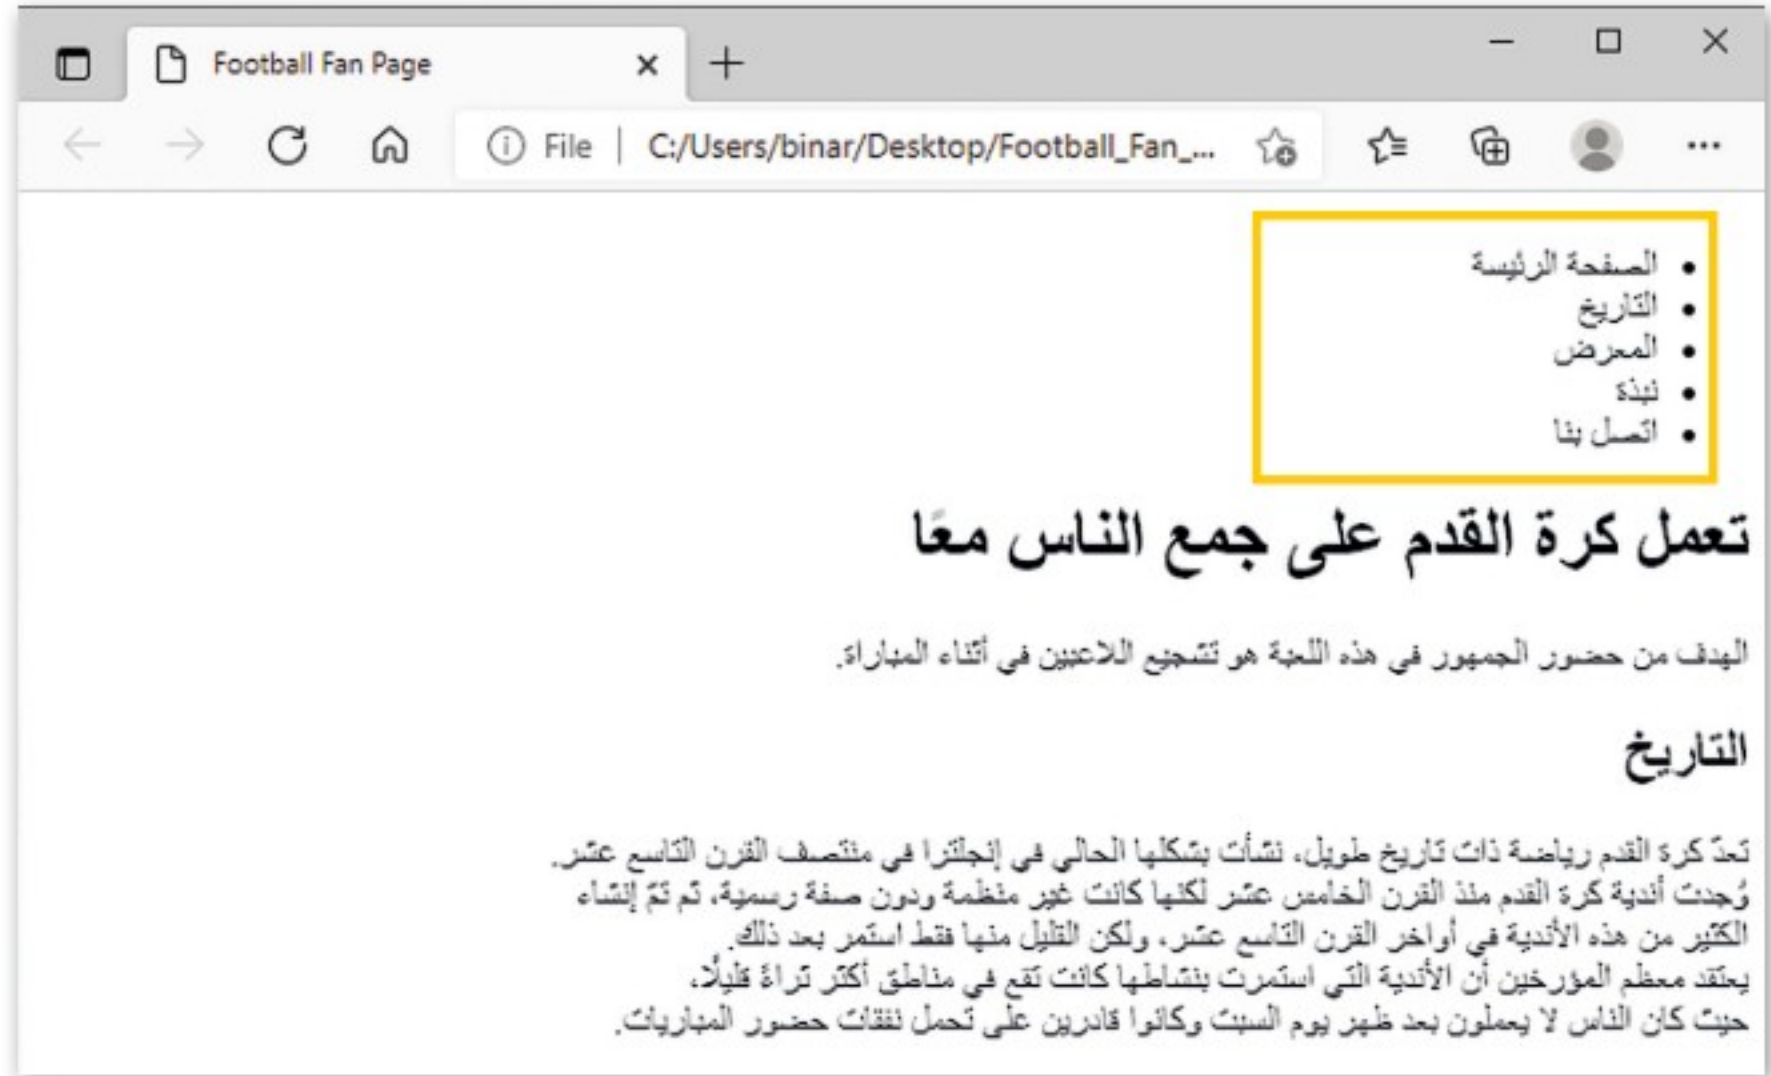 Football Fan Page
File | C:/Users/binar/Desktop/Football_Fan_...
• الصفحة الرئيسة
• التاريخ
• المعرض
• نبذة
• اتصل بنا
تعمل كرة القدم على جمع الناس معًا
الهدف من حضور الجمهور في هذه اللعبة هو تشجيع اللاعبين في أثناء المباراة.
التاريخ
تعدّ كرة القدم رياضة ذات تاريخ طويل، نشأت بشكلها الحالي في إنجلترا في منتصف القرن التاسع عشر.
وُجدت أندية كرة القدم منذ القرن الخامس عشر لكنها كانت غير منظمة ودون صفة رسمية، ثم تمّ إنشاء
الكثير من هذه الأندية في أواخر القرن التاسع عشر، ولكن القليل منها فقط استمر بعد ذلك.
يعتقد معظم المؤرخين أن الأندية التي استمرت بنشاطها كانت تقع في مناطق أكثر ثراءً قليلًا،
حيث كان الناس لا يعملون بعد ظهر يوم السبت وكانوا قادرين على تحمل نفقات حضور المباريات.